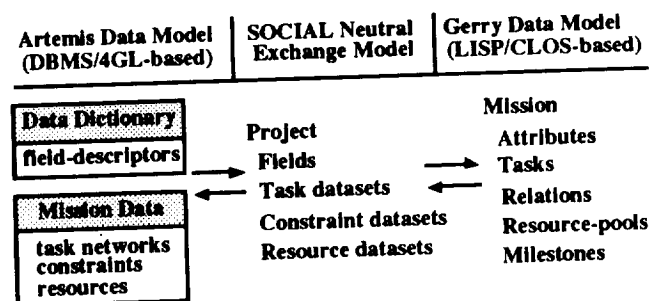 Artemis Data Model
(DBMS/4GL-based)
SOCIAL Neutral
Exchange Model
Gerry Data Model
(LISP/CLOS-based)
Data Dictionary
field-descriptors
Mission Data
task networks
constraints
resources
Project
Fields
Task datasets
Constraint datasets
Resource datasets
Mission
Attributes
Tasks
Relations
Resource-pools
Milestones